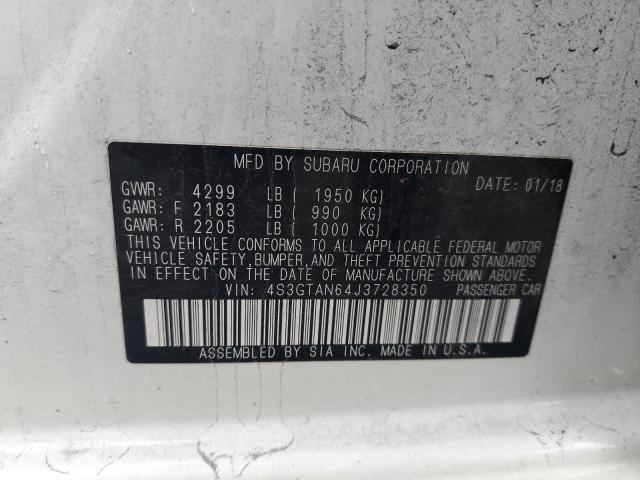 MFD BY SUBARU CORPORATION
DATE: 01/18
GVWR: 4299 LB ( 1950 KG)
GAWR: F 2183 LB ( 990 KG)
GAWR: R 2205 LB ( 1000 KG)
THIS VEHICLE CONFORMS TO ALL APPLICABLE FEDERAL MOTOR
VEHICLE SAFETY, BUMPER, AND THEFT PREVENTION STANDARDS
IN EFFECT ON THE DATE OF MANUFACTURE SHOWN ABOVE.
VIN: 4S3GTAN64J3728350 PASSENGER CAR
ASSEMBLED BY SIA INC. MADE IN U.S.A.